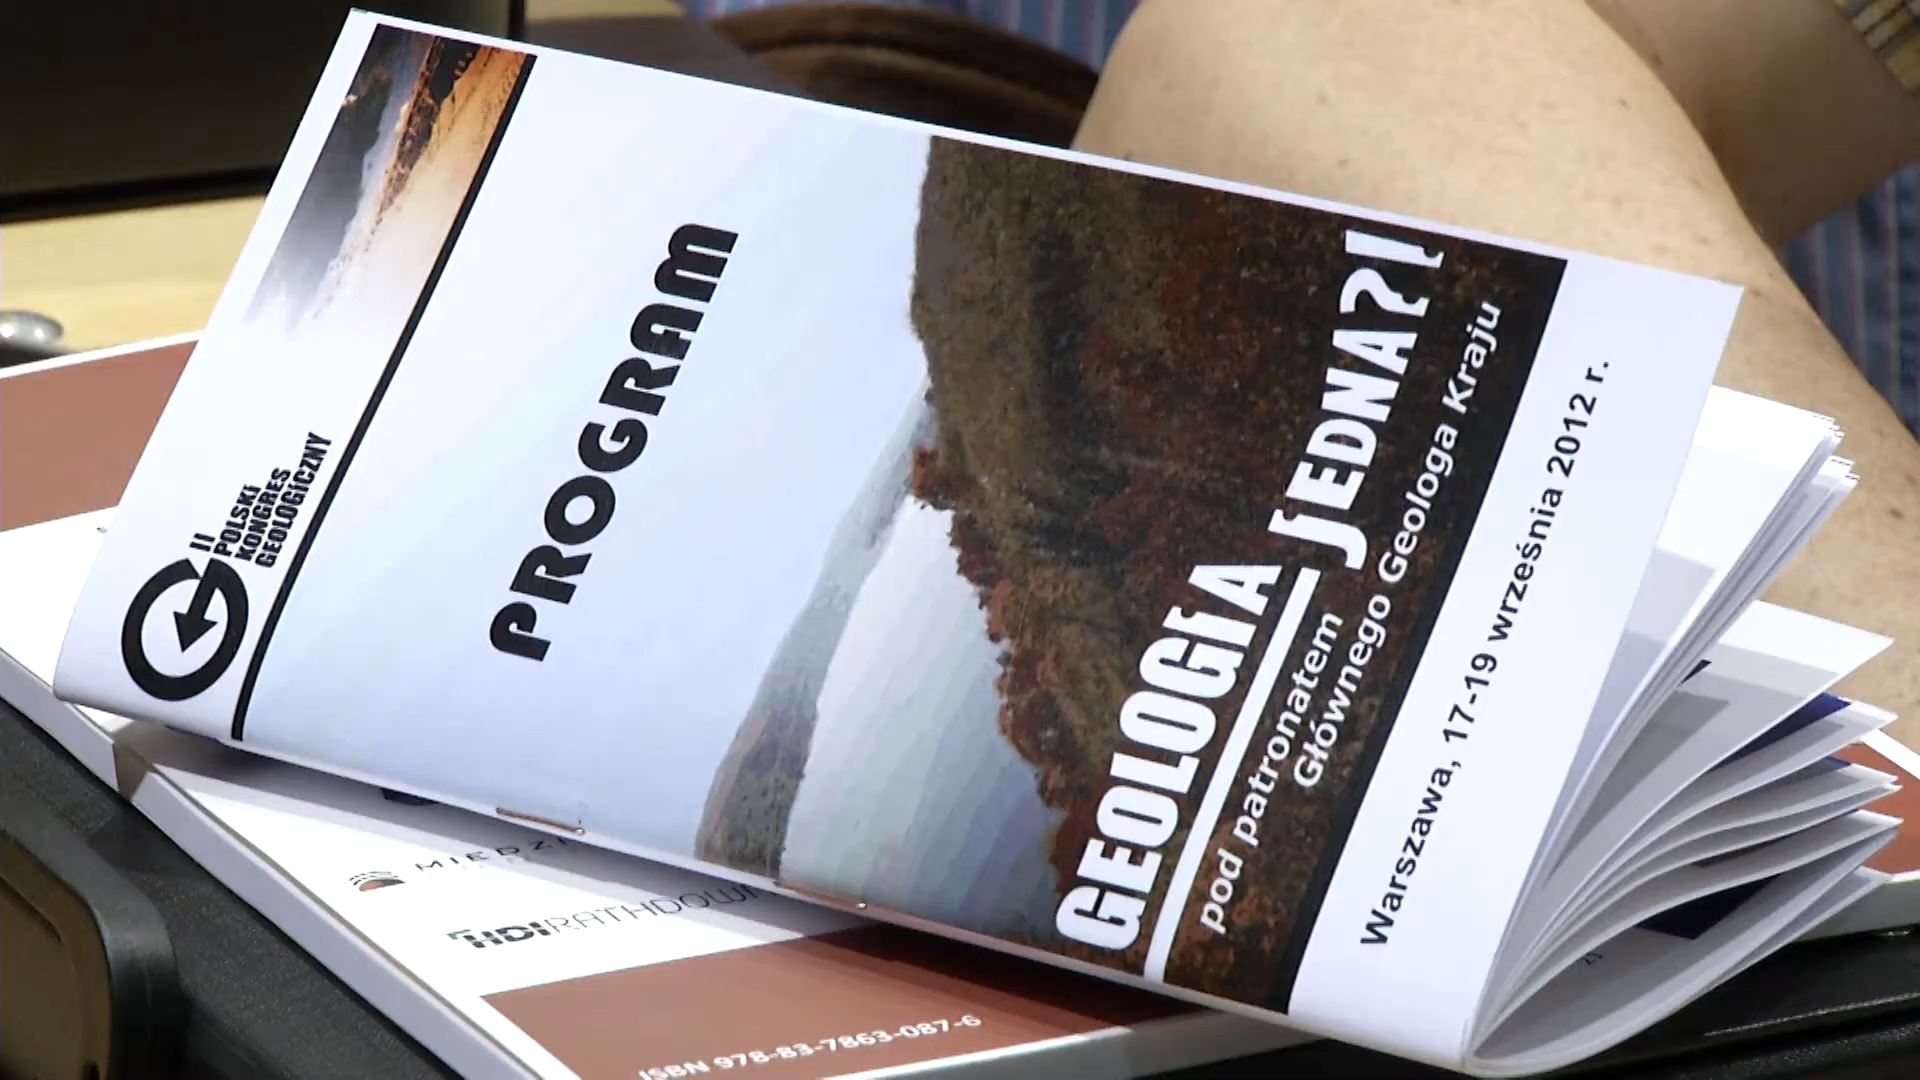 II
POLSKI
KONGRES
GEOLOGICZNY
PROGRAM
GEOLOGIA JEDNA?!
pod patronatem
Głównego Geologa Kraju
Warszawa, 17-19 września 2012 r.
HDI
ISBN 978-83-7863-087-6